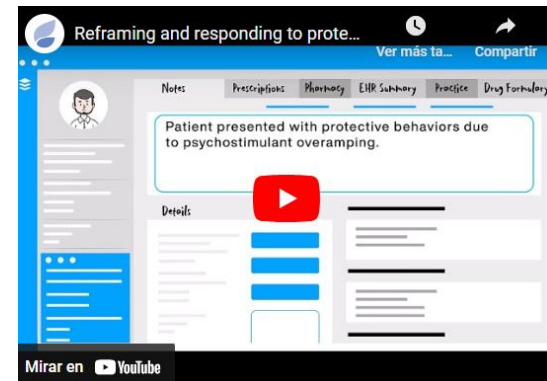 Reframing and responding to prote...
Ver más ta...
Compartir
Notes
Prescriptions
Pharmacy
EHR Summary
Practice
Drug Formulary
Patient presented with protective behaviors due
to psychostimulant overamping.
Details
Mirar en YouTube